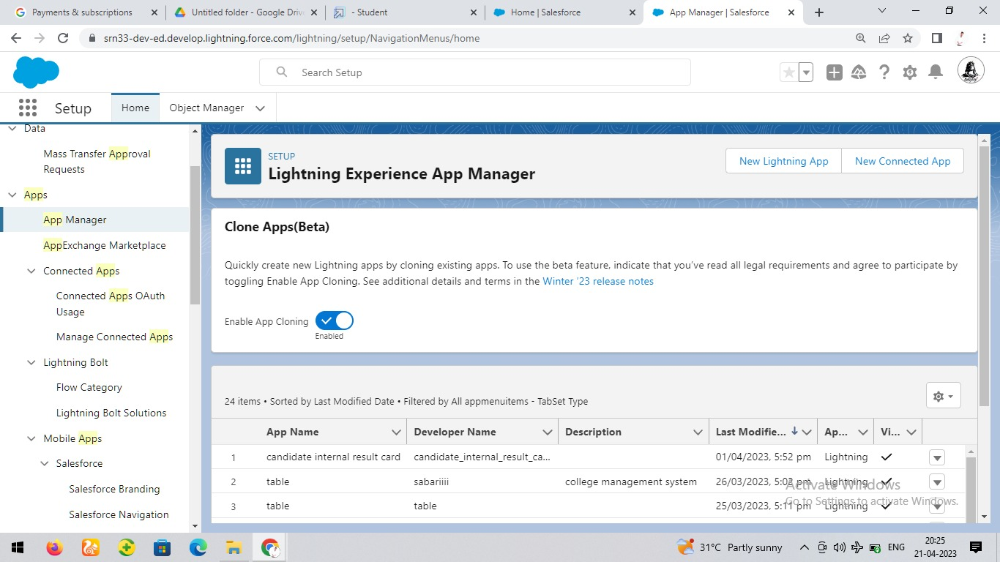 Payments & subscriptions
Untitled folder - Google Drive
- Student
Home | Salesforce
App Manager | Salesforce
srn33-dev-ed.develop.lightning.force.com/lightning/setup/NavigationMenus/home
Search Setup
Setup
Home
Object Manager
Data
Mass Transfer Approval
Requests
Apps
App Manager
AppExchange Marketplace
Connected Apps
Connected Apps OAuth
Usage
Manage Connected Apps
Lightning Bolt
Flow Category
Lightning Bolt Solutions
Mobile Apps
Salesforce
Salesforce Branding
Salesforce Navigation
SETUP
Lightning Experience App Manager
New Lightning App
New Connected App
Clone Apps(Beta)
Quickly create new Lightning apps by cloning existing apps. To use the beta feature, indicate that you’ve read all legal requirements and agree to participate by
toggling Enable App Cloning. See additional details and terms in the Winter ’23 release notes
Enable App Cloning
Enabled
24 items • Sorted by Last Modified Date • Filtered by All appmenuitems - TabSet Type
App Name Developer Name Description Last Modifie... Ap... Vi...
1 candidate internal result card candidate_internal_result_ca... 01/04/2023, 5:52 pm Lightning
2 table sabariiii college management system 26/03/2023, 5:02 pm Lightning
3 table table 25/03/2023, 5:11 pm Lightning
Activate Windows
Go to Settings to activate Windows.
31°C Partly sunny
ENG
20:25
21-04-2023